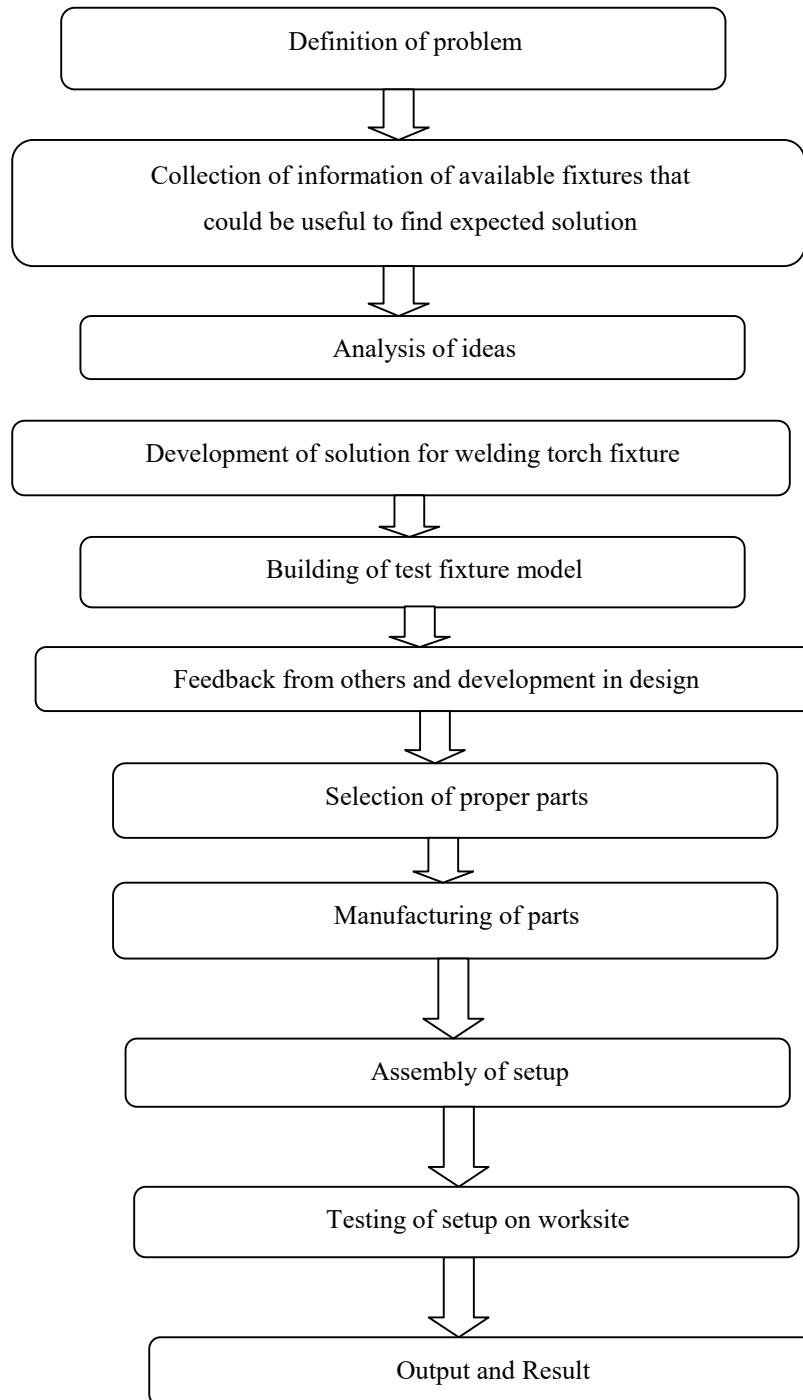 Definition of problem
Collection of information of available fixtures that
could be useful to find expected solution
Analysis of ideas
Development of solution for welding torch fixture
Building of test fixture model
Feedback from others and development in design
Selection of proper parts
Manufacturing of parts
Assembly of setup
Testing of setup on worksite
Output and Result